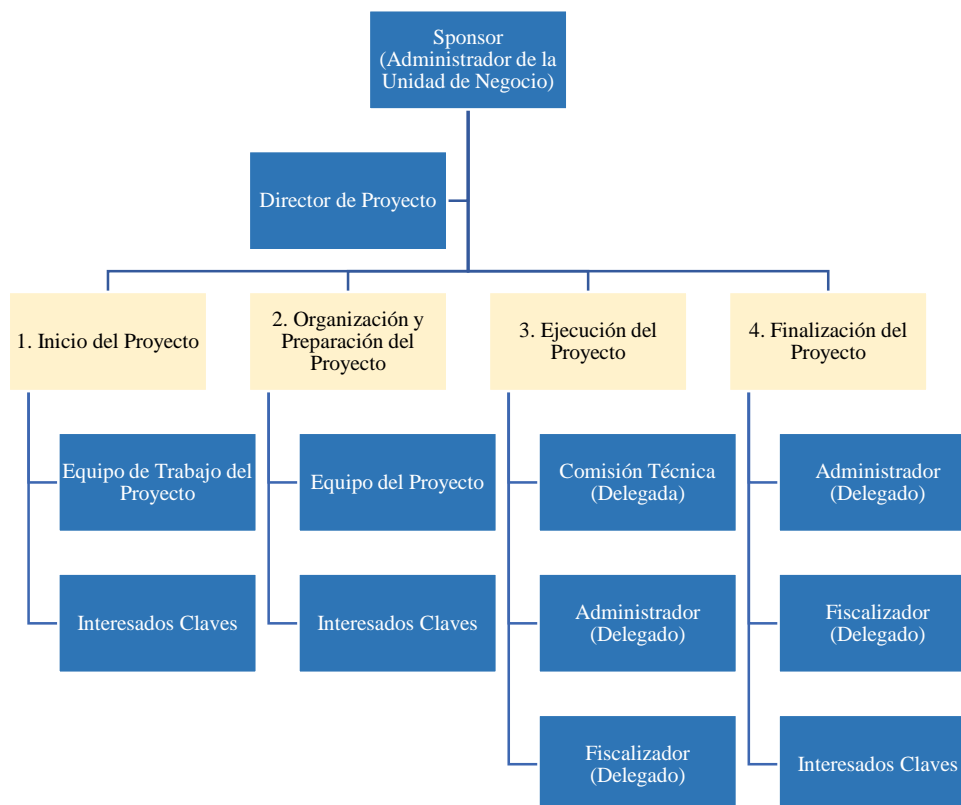 Sponsor
(Administrador de la
Unidad de Negocio)
Director de Proyecto
1. Inicio del Proyecto
2. Organización y
Preparación del
Proyecto
3. Ejecución del
Proyecto
4. Finalización del
Proyecto
Equipo de Trabajo del
Proyecto
Interesados Claves
Equipo del Proyecto
Interesados Claves
Comisión Técnica
(Delegada)
Administrador
(Delegado)
Fiscalizador
(Delegado)
Administrador
(Delegado)
Fiscalizador
(Delegado)
Interesados Claves